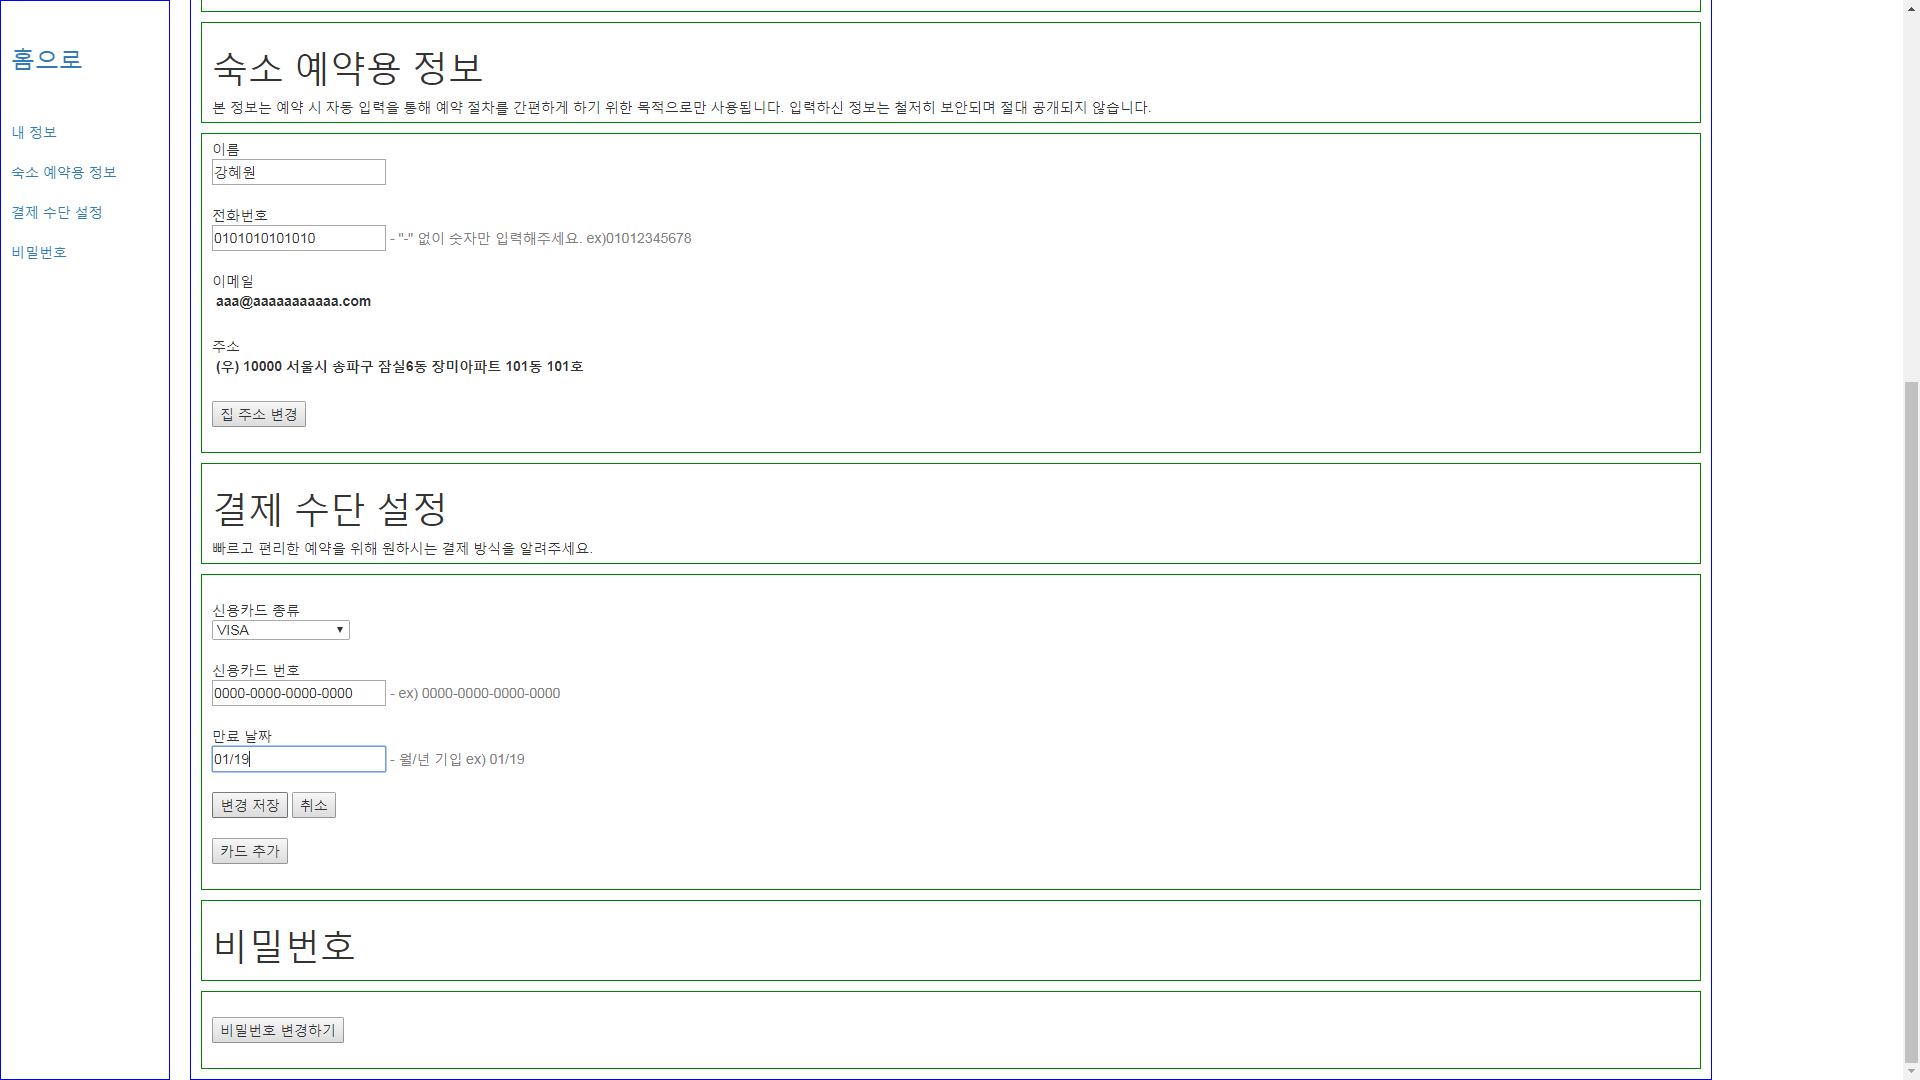 홈으로
내 정보
숙소 예약용 정보
결제 수단 설정
비밀번호
숙소 예약용 정보
본 정보는 예약 시 자동 입력을 통해 예약 절차를 간편하게 하기 위한 목적으로만 사용됩니다. 입력하신 정보는 철저히 보안되며 절대 공개되지 않습니다.
이름
강혜원
전화번호
0101010101010 - "-" 없이 숫자만 입력해주세요. ex)01012345678
이메일
aaa@aaaaaaaaaaa.com
주소
(우) 10000 서울시 송파구 잠실6동 장미아파트 101동 101호
집 주소 변경
결제 수단 설정
빠르고 편리한 예약을 위해 원하시는 결제 방식을 알려주세요.
신용카드 종류
VISA
신용카드 번호
0000-0000-0000-0000 - ex) 0000-0000-0000-0000
만료 날짜
01/19 - 월/년 기입 ex) 01/19
변경 저장 취소
카드 추가
비밀번호
비밀번호 변경하기